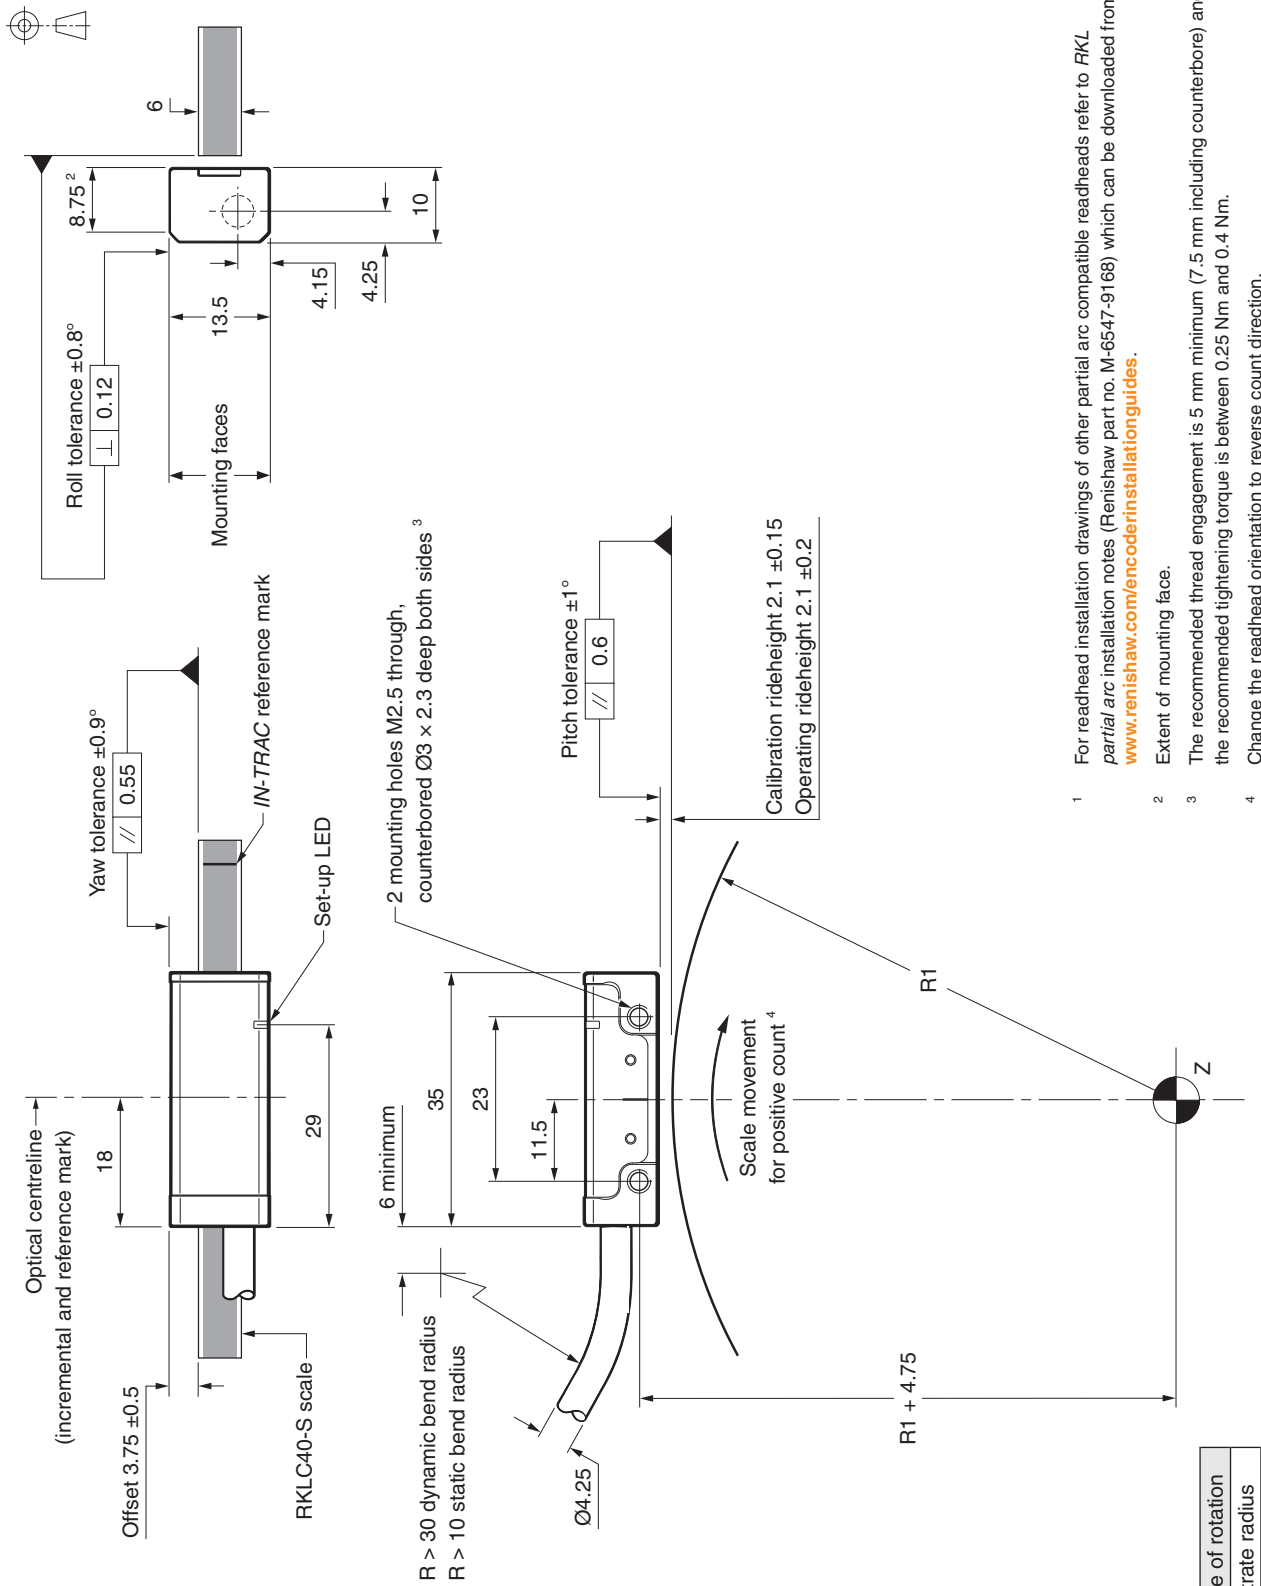 Optical centreline
(incremental and reference mark)
Offset 3.75 ±0.5
18
29
RKLC40-S scale
Yaw tolerance ±0.9°
// 0.55
IN-TRAC reference mark
Set-up LED
Roll tolerance ±0.8°
⊥ 0.12
8.75 ²
6
13.5
Mounting faces
4.15
4.25
10
R > 30 dynamic bend radius
R > 10 static bend radius
6 minimum
Ø4.25
35
23
11.5
2 mounting holes M2.5 through,
counterbored Ø3 × 2.3 deep both sides ³
Pitch tolerance ±1°
// 0.6
Calibration rideheight 2.1 ±0.15
Operating rideheight 2.1 ±0.2
Scale movement
for positive count ⁴
R1
R1 + 4.75
Z
1 For readhead installation drawings of other partial arc compatible readheads refer to RKL
partial arc installation notes (Renishaw part no. M-6547-9168) which can be downloaded from
www.renishaw.com/encoderinstallationguides.
2 Extent of mounting face.
3 The recommended thread engagement is 5 mm minimum (7.5 mm including counterbore) and
the recommended tightening torque is between 0.25 Nm and 0.4 Nm.
4 Change the readhead orientation to reverse count direction.
of rotation
radius